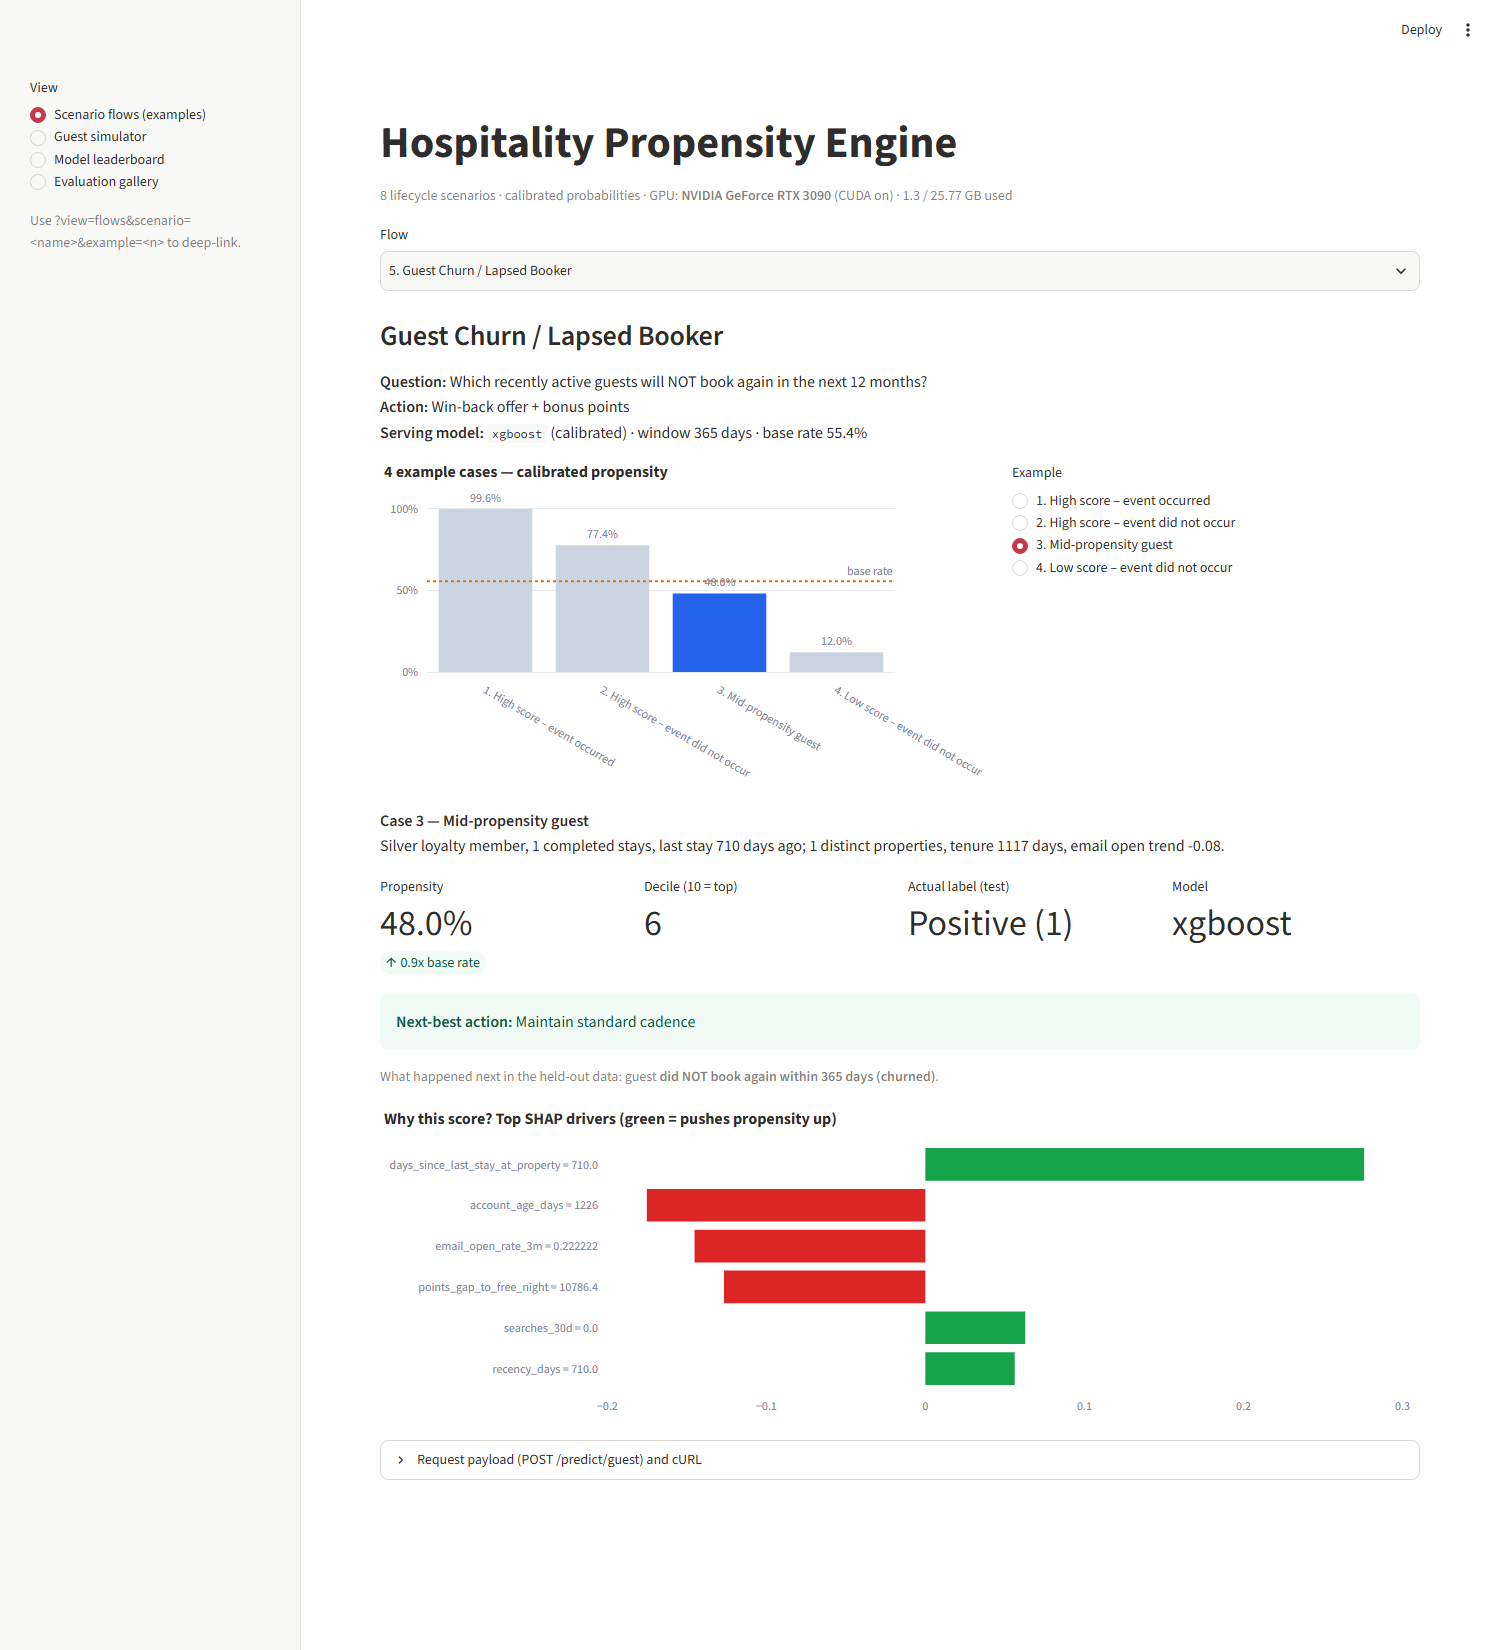 Deploy
View
Scenario flows (examples)
Guest simulator
Model leaderboard
Evaluation gallery
Use ?view=flows&scenario=
<name>&example=<n> to deep-link.
Hospitality Propensity Engine
8 lifecycle scenarios · calibrated probabilities · GPU: NVIDIA GeForce RTX 3090 (CUDA on) · 1.3 / 25.77 GB used
Flow
5. Guest Churn / Lapsed Booker
Guest Churn / Lapsed Booker
Question: Which recently active guests will NOT book again in the next 12 months?
Action: Win-back offer + bonus points
Serving model: xgboost (calibrated) · window 365 days · base rate 55.4%
4 example cases — calibrated propensity
99.6%
100%
77.4%
base rate
48.0%
50%
12.0%
0%
1. High score – event occurred
2. High score – event did not occur
3. Mid-propensity guest
4. Low score – event did not occur
Example
1. High score – event occurred
2. High score – event did not occur
3. Mid-propensity guest
4. Low score – event did not occur
Case 3 — Mid-propensity guest
Silver loyalty member, 1 completed stays, last stay 710 days ago; 1 distinct properties, tenure 1117 days, email open trend -0.08.
Propensity
48.0%
↑ 0.9x base rate
Decile (10 = top)
6
Actual label (test)
Positive (1)
Model
xgboost
Next-best action: Maintain standard cadence
What happened next in the held-out data: guest did NOT book again within 365 days (churned).
Why this score? Top SHAP drivers (green = pushes propensity up)
days_since_last_stay_at_property = 710.0
account_age_days = 1226
email_open_rate_3m = 0.222222
points_gap_to_free_night = 10786.4
searches_30d = 0.0
recency_days = 710.0
−0.2
−0.1
0
0.1
0.2
0.3
Request payload (POST /predict/guest) and cURL